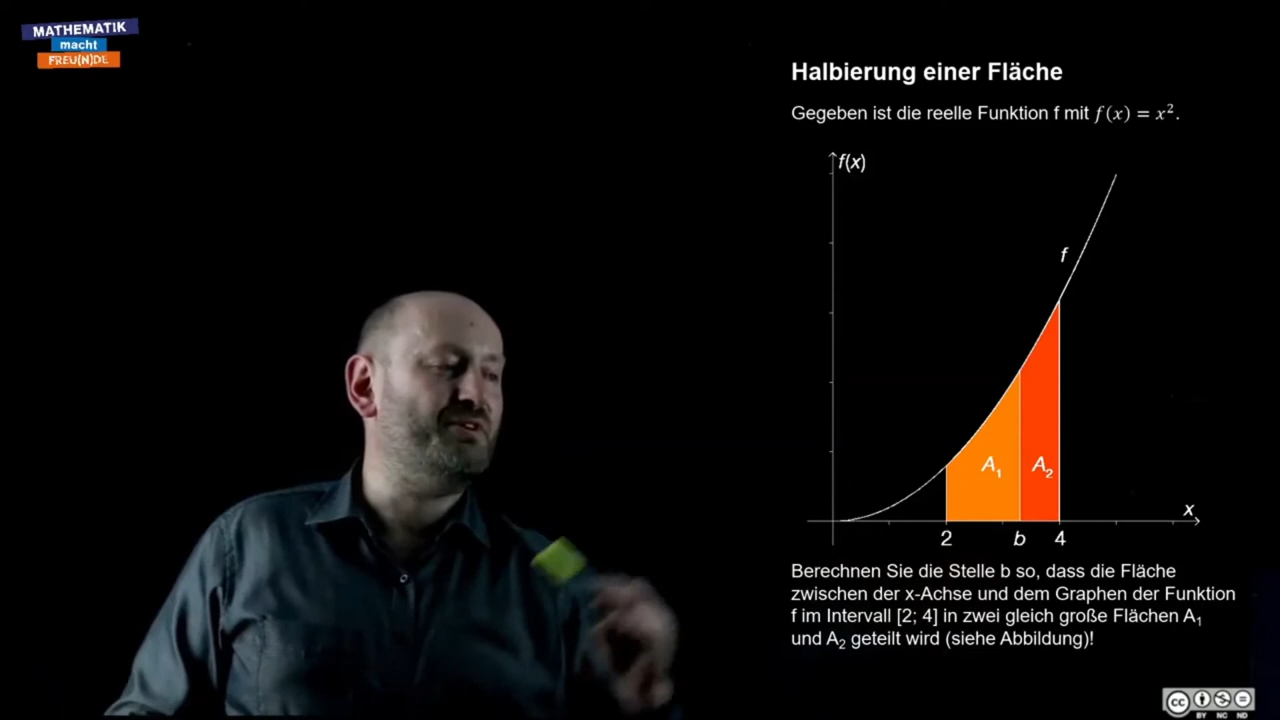 MATHEMATIK
macht
FREU(N)DE
Halbierung einer Fläche
Gegeben ist die reelle Funktion f mit f(x) = x².
f(x)
f
A₁ A₂
x
2 b 4
Berechnen Sie die Stelle b so, dass die Fläche
zwischen der x-Achse und dem Graphen der Funktion
f im Intervall [2; 4] in zwei gleich große Flächen A₁
und A₂ geteilt wird (siehe Abbildung)!
cc
BY NC ND